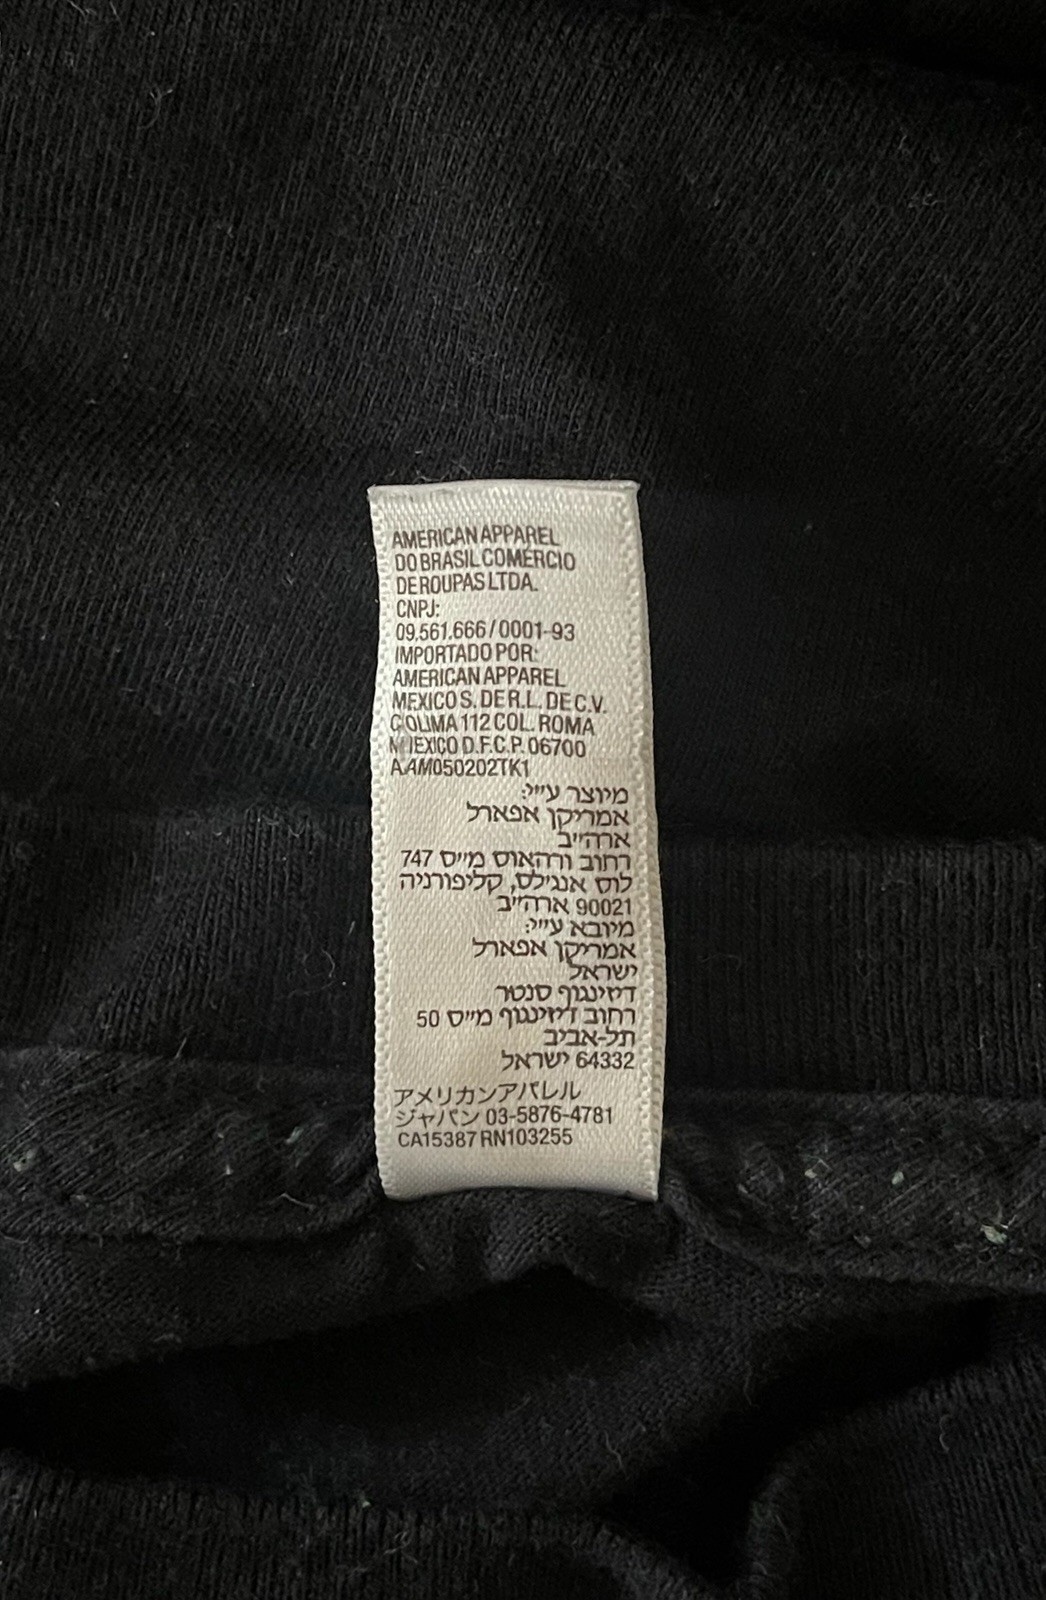 AMERICAN APPAREL
DO BRASIL COMERCIO
DE ROUPAS LTDA.
CNPJ:
09.561.666/0001-93
IMPORTADO POR:
AMERICAN APPAREL
MEXICO S. DE R.L. DE C.V.
COLIMA 112 COL. ROMA
MEXICO D.F.C.P. 06700
AAM050202TK1
מיוצר ע״י:
אמריקן אפארל
ארה״ב
רחוב ורהאוס מ״ס 747
לוס אנג׳לס, קליפורניה
90021 ארה״ב
מיובא ע״י:
אמריקן אפארל
ישראל
דיזינגוף סנטר
רחוב דיזינגוף מ״ס 50
תל-אביב
64332 ישראל
アメリカンアパレル
ジャパン 03-5876-4781
CA15387 RN103255